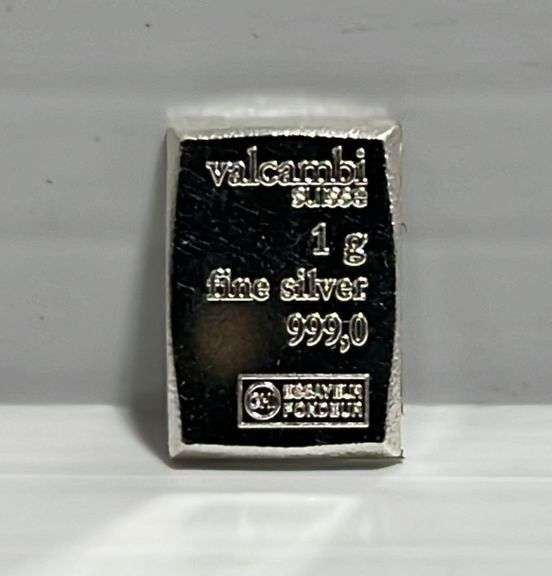 valcambi
SUISSE
1 g
fine silver
999,0
ESSAYEUR
FONDEUR